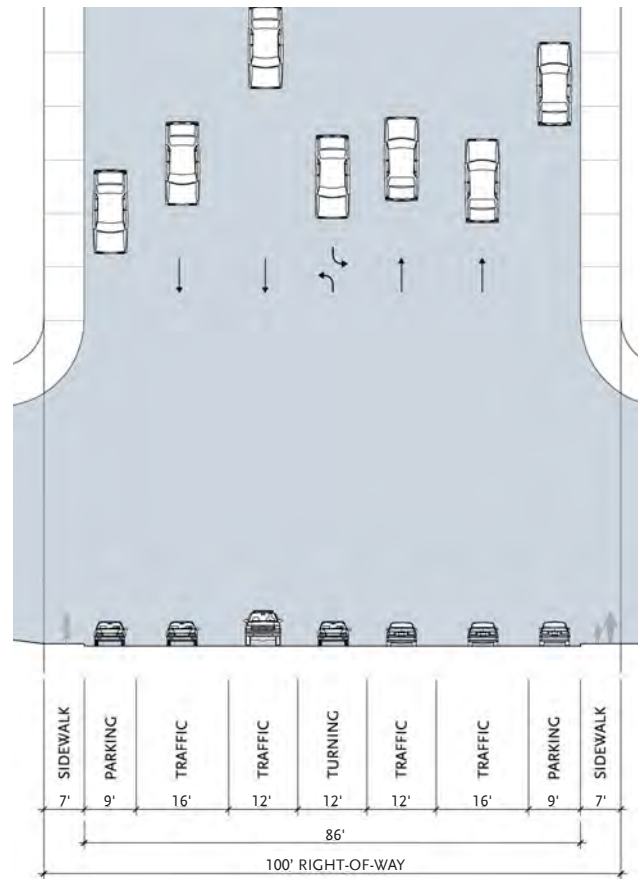 SIDEWALK
PARKING
TRAFFIC
TRAFFIC
TURNING
TRAFFIC
TRAFFIC
PARKING
SIDEWALK
7' 9' 16' 12' 12' 12' 16' 9' 7'
86'
100' RIGHT-OF-WAY